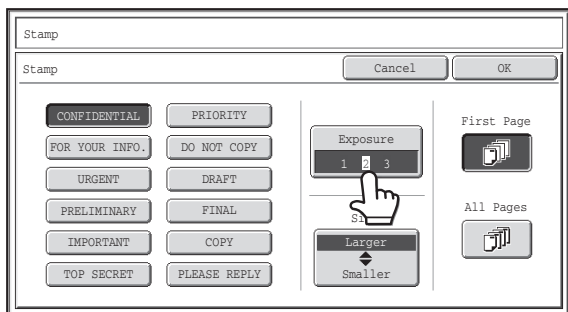 Stamp
Stamp
Cancel
OK
CONFIDENTIAL
PRIORITY
FOR YOUR INFO.
DO NOT COPY
URGENT
DRAFT
PRELIMINARY
FINAL
IMPORTANT
COPY
TOP SECRET
PLEASE REPLY
Exposure
1 2 3
Larger
Smaller
First Page
All Pages